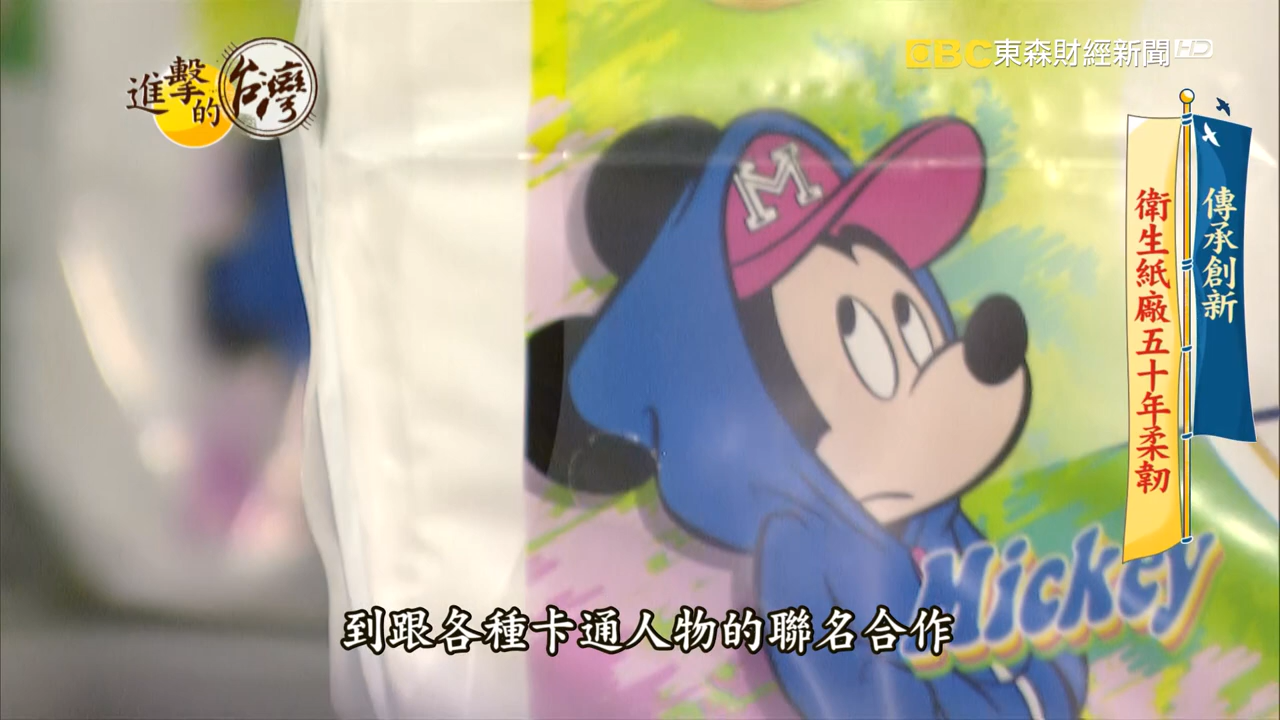 進擊的台灣
EBC東森財經新聞HD
傳承創新
衛生紙廠五十年柔韌
M
Mickey
到跟各種卡通人物的聯名合作